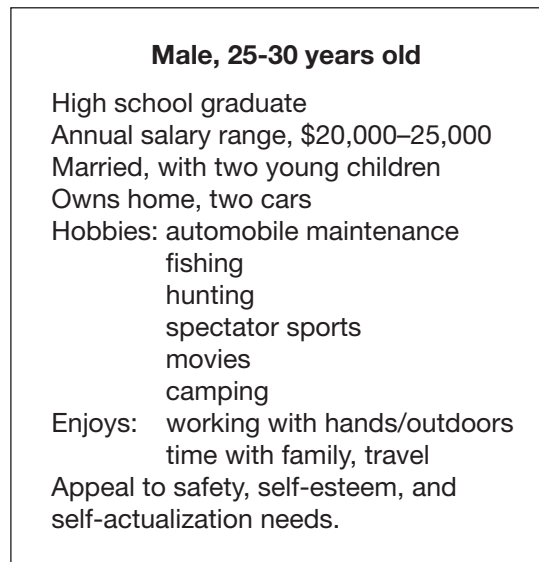 Male, 25-30 years old
High school graduate
Annual salary range, $20,000–25,000
Married, with two young children
Owns home, two cars
Hobbies: automobile maintenance
fishing
hunting
spectator sports
movies
camping
Enjoys: working with hands/outdoors
time with family, travel
Appeal to safety, self-esteem, and
self-actualization needs.